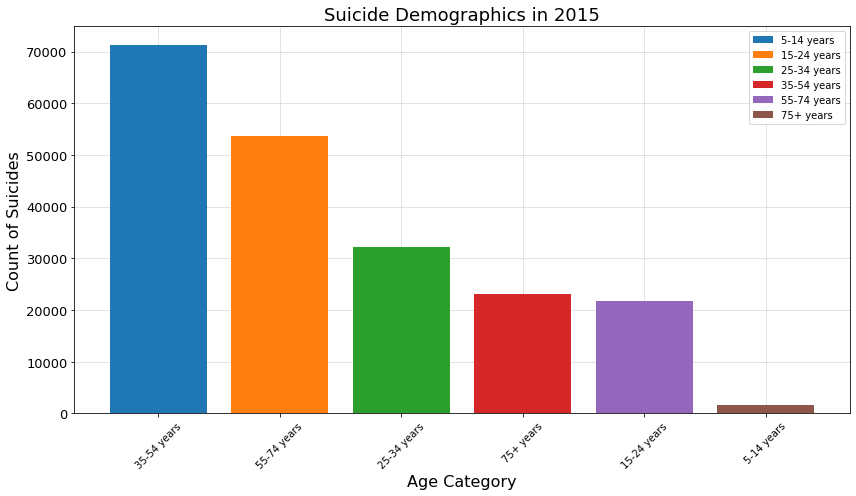 Suicide Demographics in 2015
5-14 years
15-24 years
25-34 years
35-54 years
55-74 years
75+ years
Count of Suicides
70000
60000
50000
40000
30000
20000
10000
0
35-54 years
55-74 years
25-34 years
75+ years
15-24 years
5-14 years
Age Category